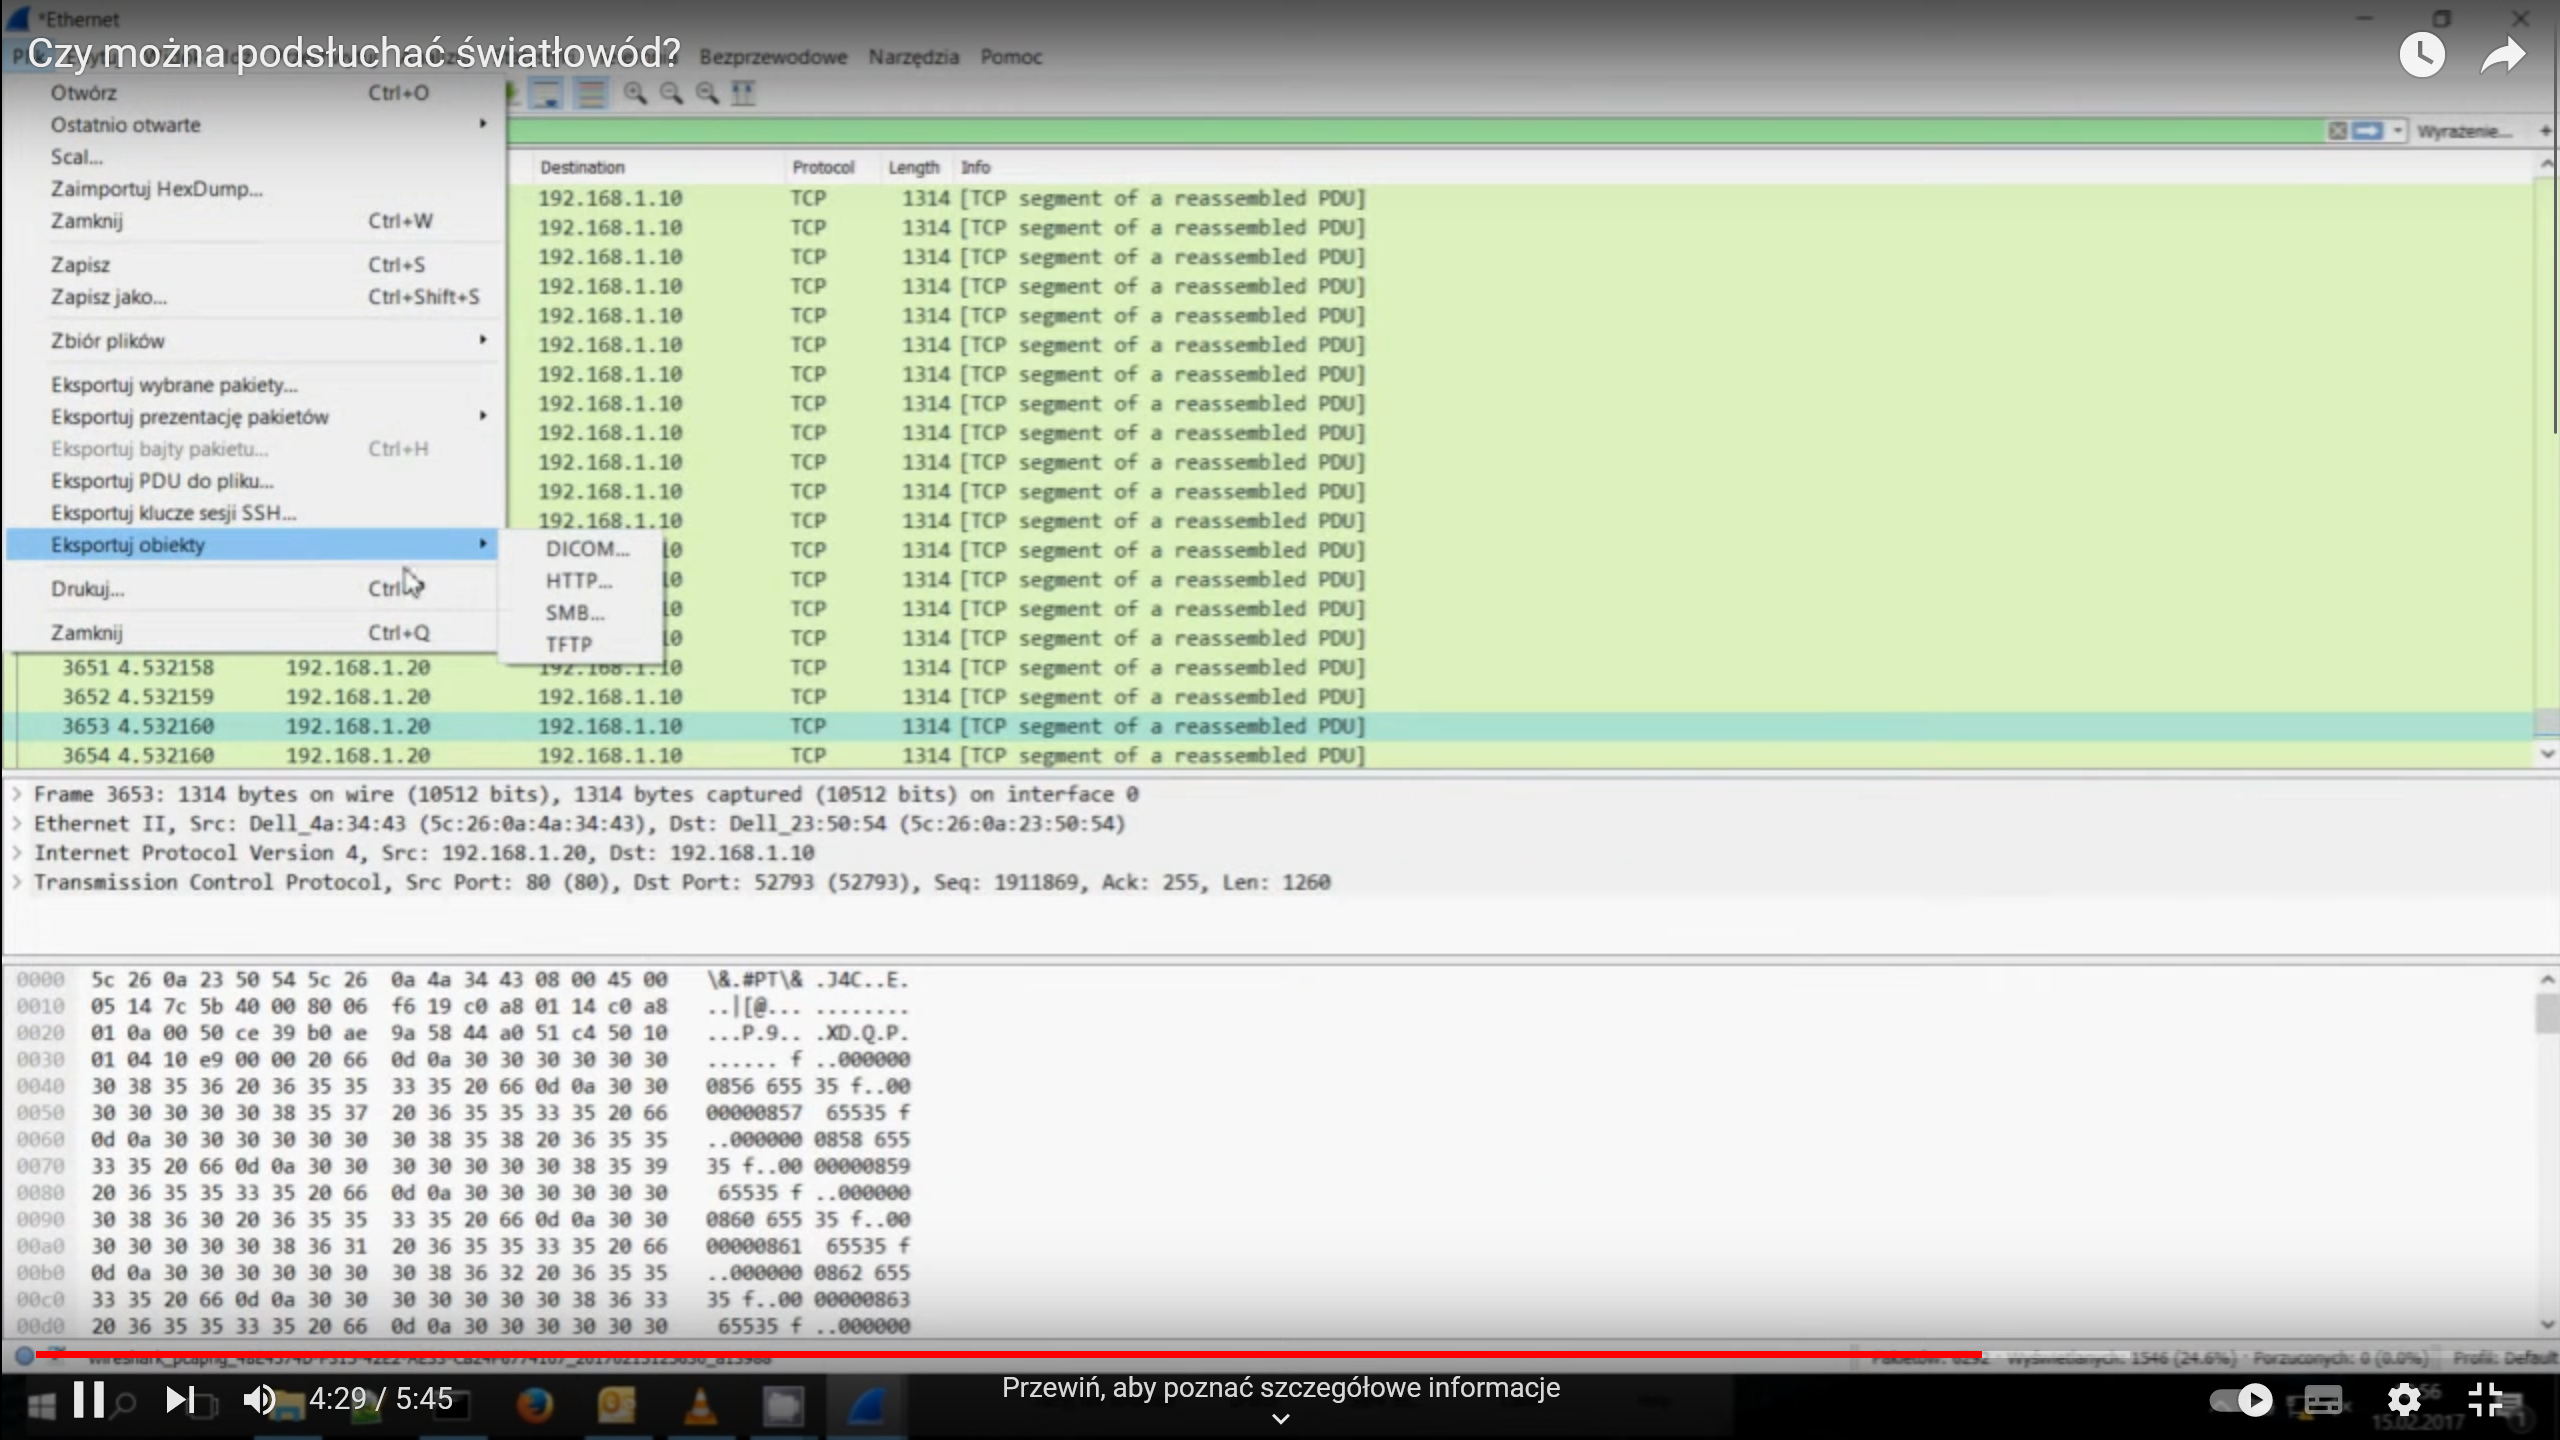 *Ethernet
Czy można podsłuchać światłowód?
Bezprzewodowe Narzędzia Pomoc
Otwórz Ctrl+O
Ostatnio otwarte
Wyrażenie... +
Scal...
Destination Protocol Length Info
Zaimportuj HexDump...
192.168.1.10 TCP 1314 [TCP segment of a reassembled PDU]
Zamknij Ctrl+W
192.168.1.10 TCP 1314 [TCP segment of a reassembled PDU]
192.168.1.10 TCP 1314 [TCP segment of a reassembled PDU]
Zapisz Ctrl+S
192.168.1.10 TCP 1314 [TCP segment of a reassembled PDU]
Zapisz jako... Ctrl+Shift+S
192.168.1.10 TCP 1314 [TCP segment of a reassembled PDU]
Zbiór plików
192.168.1.10 TCP 1314 [TCP segment of a reassembled PDU]
192.168.1.10 TCP 1314 [TCP segment of a reassembled PDU]
Eksportuj wybrane pakiety...
192.168.1.10 TCP 1314 [TCP segment of a reassembled PDU]
Eksportuj prezentację pakietów
192.168.1.10 TCP 1314 [TCP segment of a reassembled PDU]
Eksportuj bajty pakietu... Ctrl+H
192.168.1.10 TCP 1314 [TCP segment of a reassembled PDU]
Eksportuj PDU do pliku...
192.168.1.10 TCP 1314 [TCP segment of a reassembled PDU]
Eksportuj klucze sesji SSH...
192.168.1.10 TCP 1314 [TCP segment of a reassembled PDU]
Eksportuj obiekty
DICOM... 10 TCP 1314 [TCP segment of a reassembled PDU]
HTTP... 10 TCP 1314 [TCP segment of a reassembled PDU]
Drukuj...
SMB... 10 TCP 1314 [TCP segment of a reassembled PDU]
Zamknij Ctrl+Q
TFTP 10 TCP 1314 [TCP segment of a reassembled PDU]
3651 4.532158 192.168.1.20 192.168.1.10 TCP 1314 [TCP segment of a reassembled PDU]
3652 4.532159 192.168.1.20 192.168.1.10 TCP 1314 [TCP segment of a reassembled PDU]
3653 4.532160 192.168.1.20 192.168.1.10 TCP 1314 [TCP segment of a reassembled PDU]
3654 4.532160 192.168.1.20 192.168.1.10 TCP 1314 [TCP segment of a reassembled PDU]
Frame 3653: 1314 bytes on wire (10512 bits), 1314 bytes captured (10512 bits) on interface 0
Ethernet II, Src: Dell_4a:34:43 (5c:26:0a:4a:34:43), Dst: Dell_23:50:54 (5c:26:0a:23:50:54)
Internet Protocol Version 4, Src: 192.168.1.20, Dst: 192.168.1.10
Transmission Control Protocol, Src Port: 80 (80), Dst Port: 52793 (52793), Seq: 1911869, Ack: 255, Len: 1260
0000 5c 26 0a 23 50 54 5c 26 0a 4a 34 43 08 00 45 00 \&.#PT\& .J4C..E.
0010 05 14 7c 5b 40 00 80 06 f6 19 c0 a8 01 14 c0 a8 ..|[@... ........
0020 01 0a 00 50 ce 39 b0 ae 9a 58 44 a0 51 c4 50 10 ...P.9.. .XD.Q.P.
0030 01 04 10 e9 00 00 20 66 0d 0a 30 30 30 30 30 30 ...... f ..000000
0040 30 38 35 36 20 36 35 35 33 35 20 66 0d 0a 30 30 0856 655 35 f..00
0050 30 30 30 30 30 38 35 37 20 36 35 35 33 35 20 66 00000857 65535 f
0060 0d 0a 30 30 30 30 30 30 30 38 35 38 20 36 35 35 ..000000 0858 655
0070 33 35 20 66 0d 0a 30 30 30 30 30 30 30 38 35 39 35 f..00 00000859
0080 20 36 35 35 33 35 20 66 0d 0a 30 30 30 30 30 30 65535 f ..000000
0090 30 38 36 30 20 36 35 35 33 35 20 66 0d 0a 30 30 0860 655 35 f..00
00a0 30 30 30 30 30 38 36 31 20 36 35 35 33 35 20 66 00000861 65535 f
00b0 0d 0a 30 30 30 30 30 30 30 38 36 32 20 36 35 35 ..000000 0862 655
00c0 33 35 20 66 0d 0a 30 30 30 30 30 30 30 38 36 33 35 f..00 00000863
00d0 20 36 35 35 33 35 20 66 0d 0a 30 30 30 30 30 30 65535 f ..000000
Pakietów: 6292 · Wyświetlanych: 1546 (24.6%) · Porzuconych: 0 (0.0%) Profil: Default
4:29 / 5:45
Przewiń, aby poznać szczegółowe informacje
15.02.2017